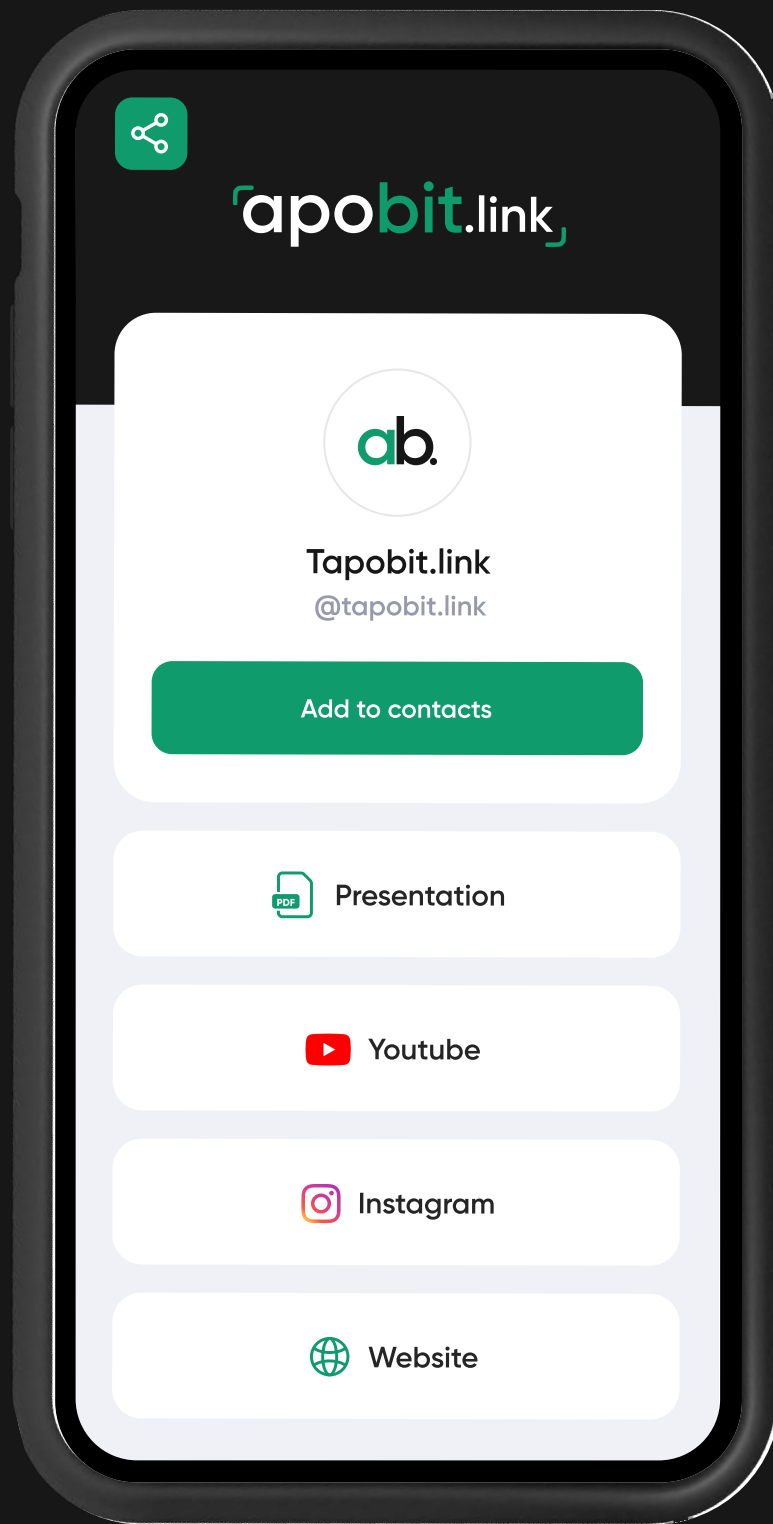 apobit.link
ab.
Tapobit.link
@tapobit.link
Add to contacts
PDF
Presentation
Youtube
Instagram
Website